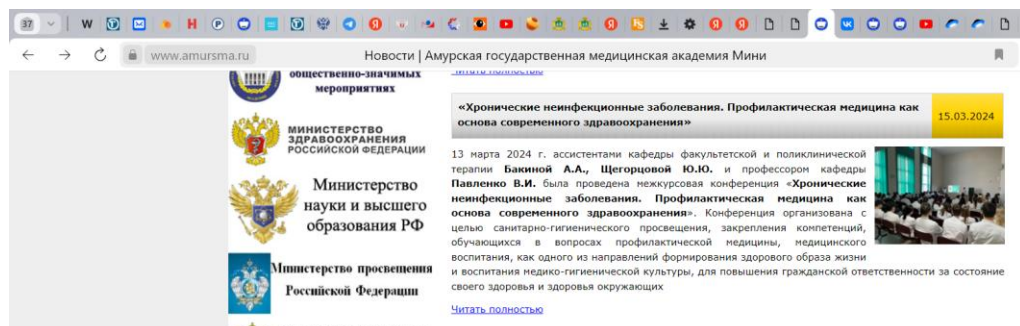 37
www.amursma.ru
Новости | Амурская государственная медицинская академия Мини
общественно-значимых
мероприятиях
МИНИСТЕРСТВО
ЗДРАВООХРАНЕНИЯ
РОССИЙСКОЙ ФЕДЕРАЦИИ
Министерство
науки и высшего
образования РФ
Министерство просвещения
Российской Федерации
Читать полностью
«Хронические неинфекционные заболевания. Профилактическая медицина как
основа современного здравоохранения»
15.03.2024
13 марта 2024 г. ассистентами кафедры факультетской и поликлинической
терапии Бакиной А.А., Щегорцовой Ю.Ю. и профессором кафедры
Павленко В.И. была проведена межкурсовая конференция «Хронические
неинфекционные заболевания. Профилактическая медицина как
основа современного здравоохранения». Конференция организована с
целью санитарно-гигиенического просвещения, закрепления компетенций,
обучающихся в вопросах профилактической медицины, медицинского
воспитания, как одного из направлений формирования здорового образа жизни
и воспитания медико-гигиенической культуры, для повышения гражданской ответственности за состояние
своего здоровья и здоровья окружающих
Читать полностью